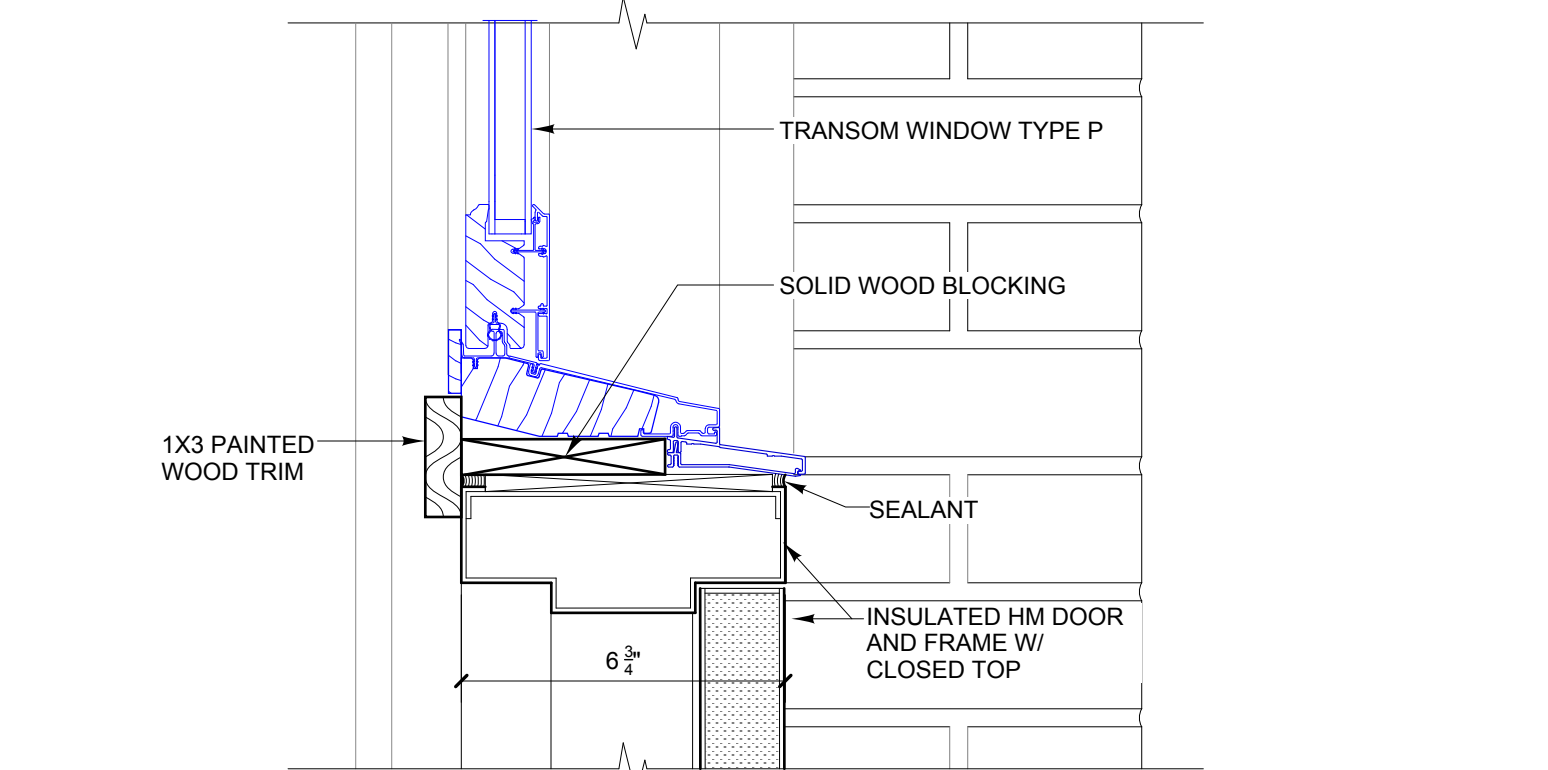 TRANSOM WINDOW TYPE P
SOLID WOOD BLOCKING
1X3 PAINTED
WOOD TRIM
SEALANT
INSULATED HM DOOR
AND FRAME W/
CLOSED TOP
6 3/4"